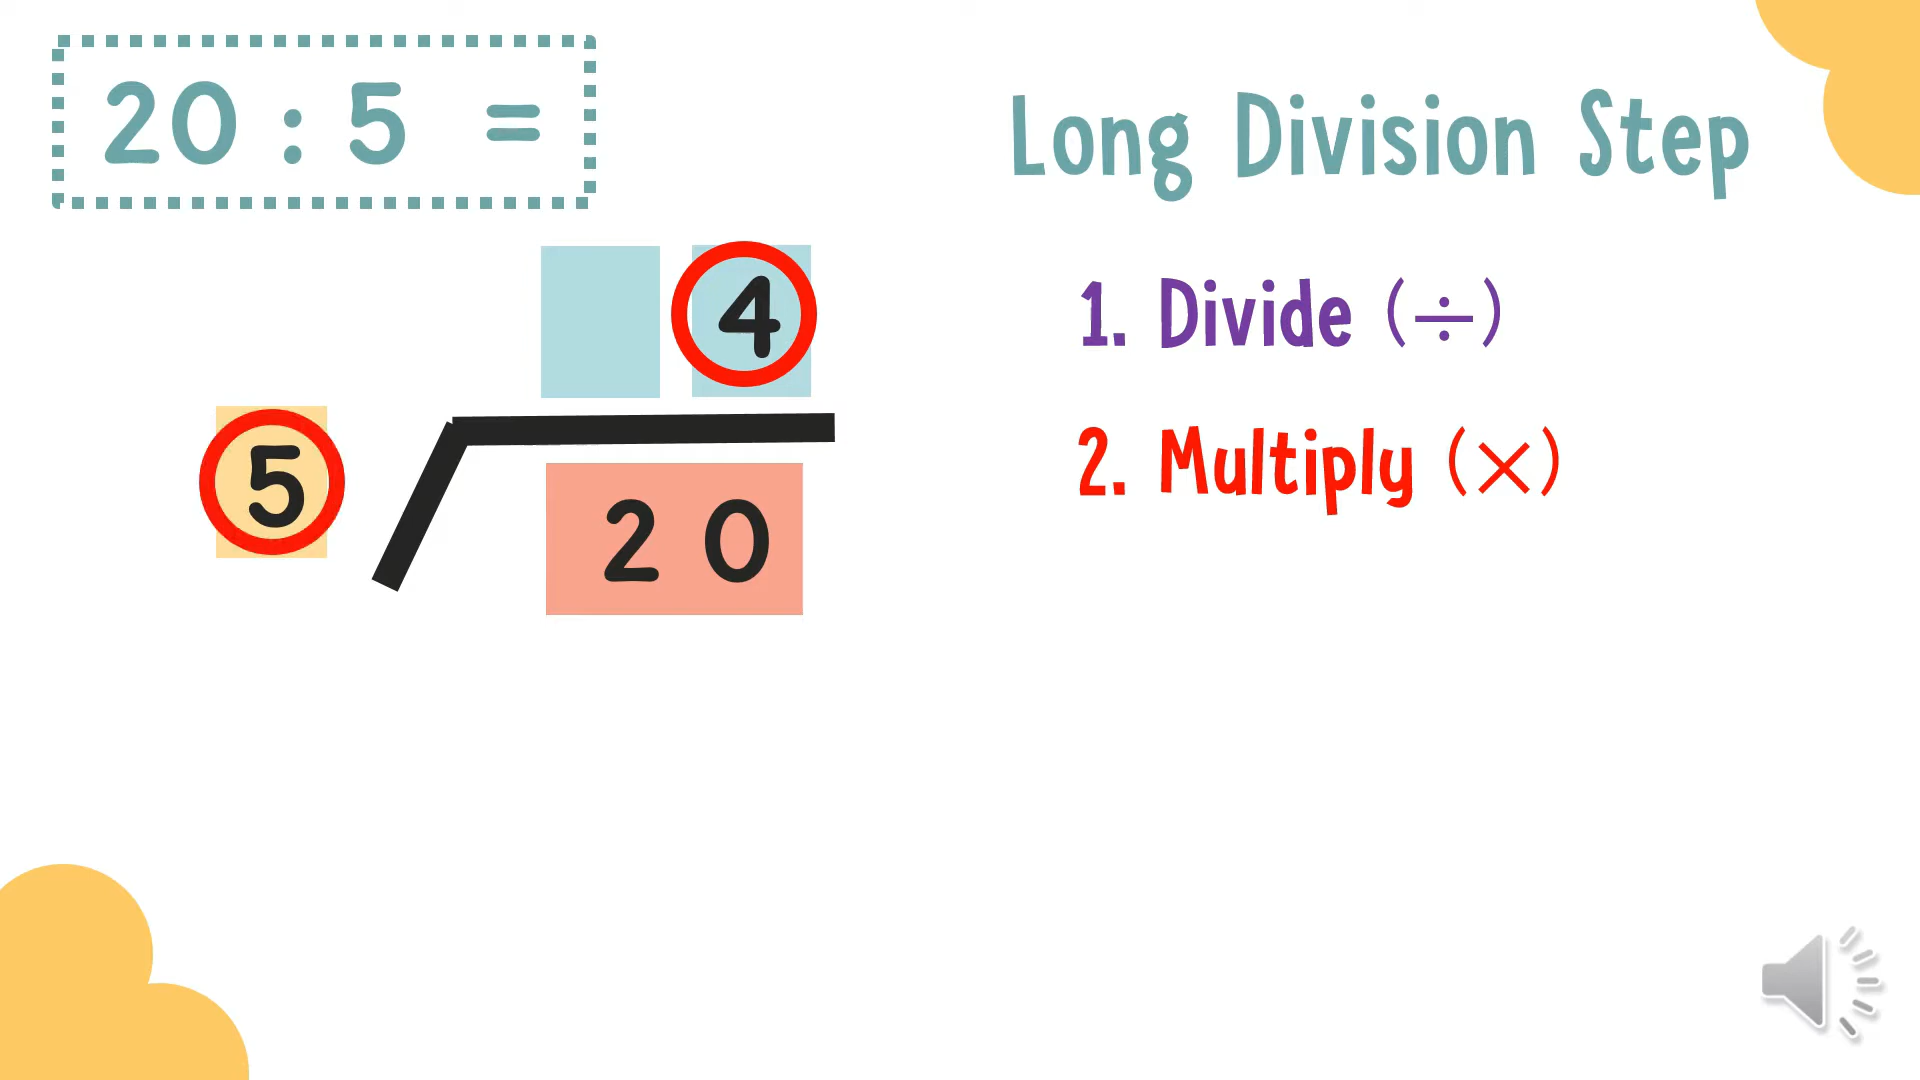 20 : 5 =
Long Division Step
1. Divide (÷)
2. Multiply (×)
4
5
20